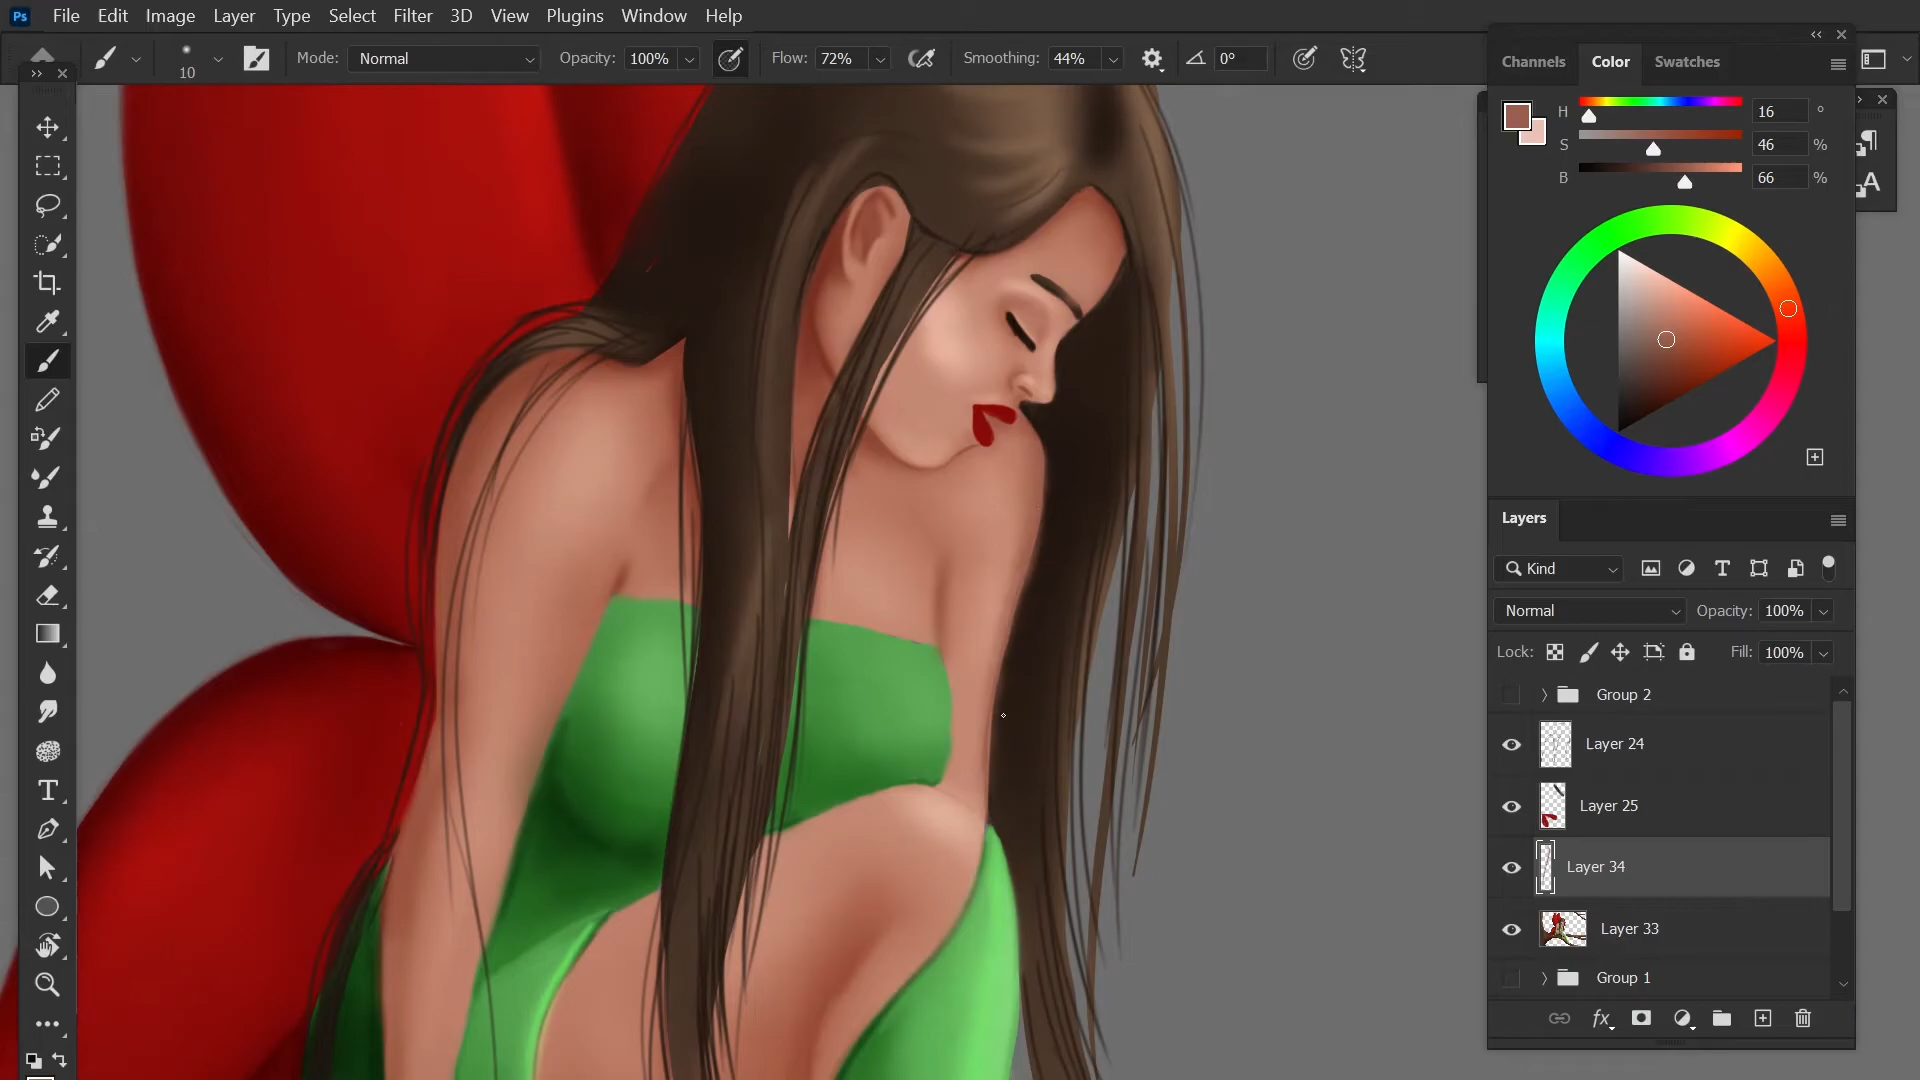 Ps File Edit Image Layer Type Select Filter 3D View Plugins Window Help
10 Mode: Normal Opacity: 100% Flow: 72% Smoothing: 44% 0°
Channels Color Swatches
H 16 °
S 46 %
B 66 %
Layers
Kind
Normal Opacity: 100%
Lock: Fill: 100%
Group 2
Layer 24
Layer 25
Layer 34
Layer 33
Group 1
fx